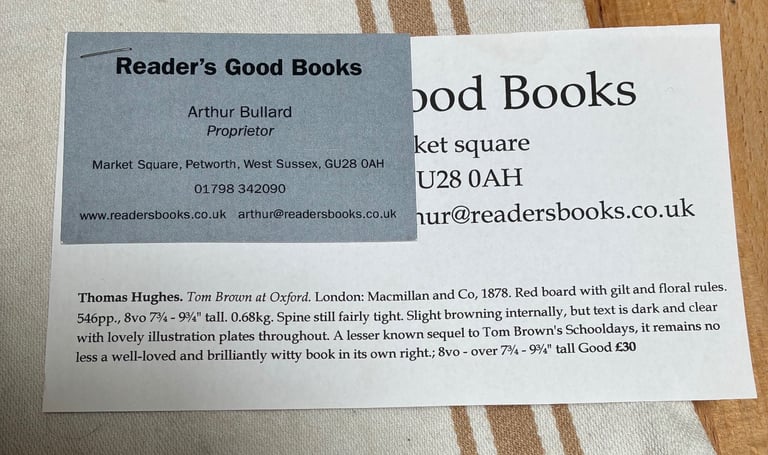 Reader's Good Books
Arthur Bullard
Proprietor
Market Square, Petworth, West Sussex, GU28 0AH
01798 342090
www.readersbooks.co.uk arthur@readersbooks.co.uk
ood Books
ket square
U28 0AH
hur@readersbooks.co.uk
Thomas Hughes. Tom Brown at Oxford. London: Macmillan and Co, 1878. Red board with gilt and floral rules.
546pp., 8vo 7¾ - 9¾" tall. 0.68kg. Spine still fairly tight. Slight browning internally, but text is dark and clear
with lovely illustration plates throughout. A lesser known sequel to Tom Brown's Schooldays, it remains no
less a well-loved and brilliantly witty book in its own right.; 8vo - over 7¾ - 9¾" tall Good £30